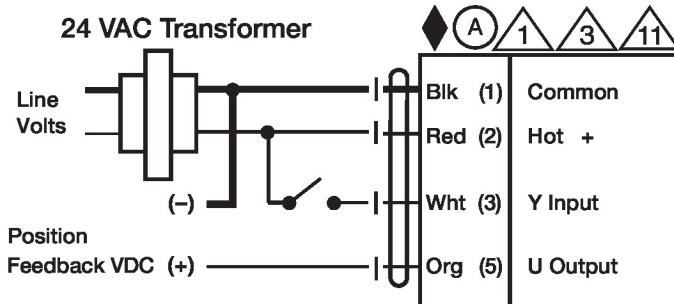 24 VAC Transformer
A 1 3 11
Line
Volts
Blk (1) Common
Red (2) Hot +
(–)
Wht (3) Y Input
Position
Feedback VDC (+)
Org (5) U Output